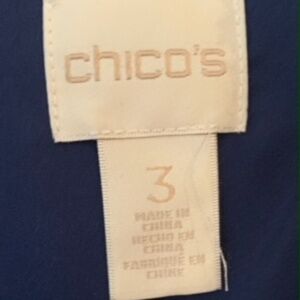 chico's
3
MADE IN
CHINA
HECHO EN
CHINA
FABRIQUÉ EN
CHINE